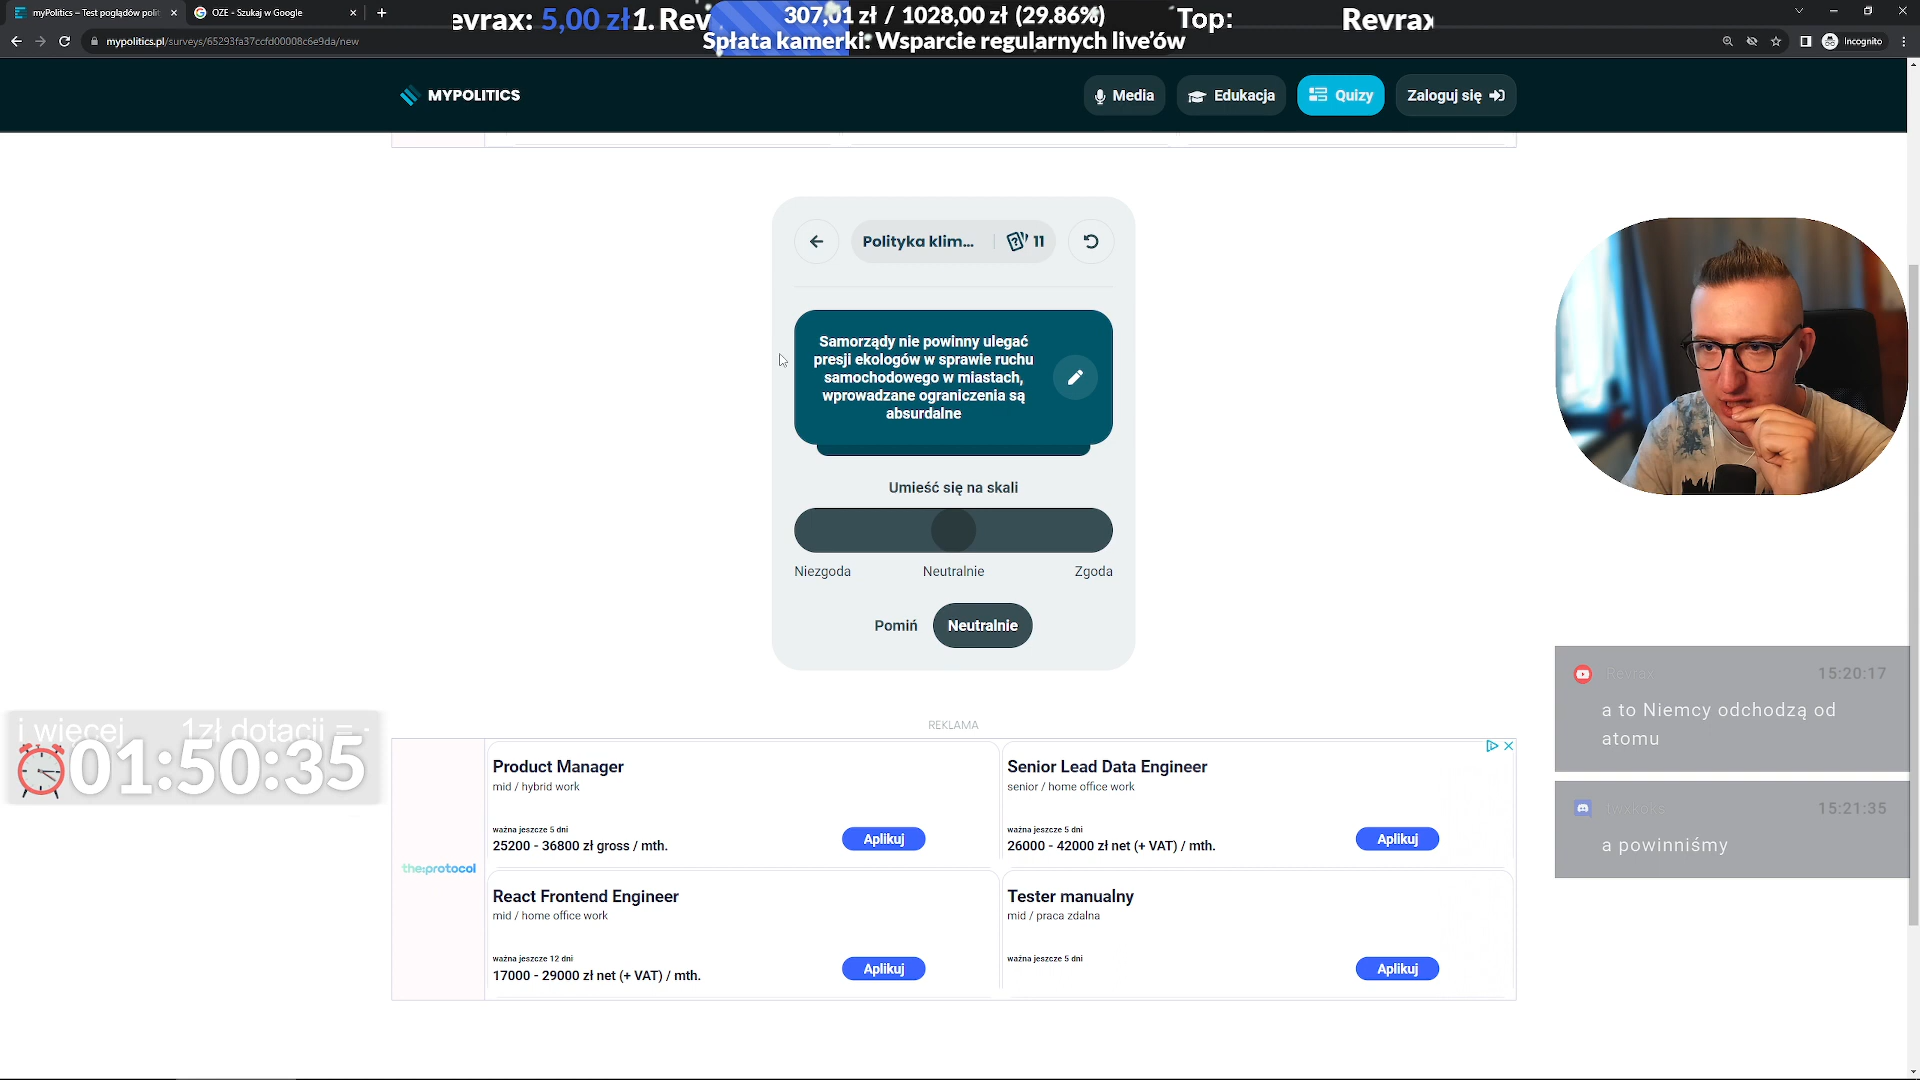 myPolitics – Test poglądów polit
OZE - Szukaj w Google
mypolitics.pl/surveys/65293fa37ccfd00008c6e9da/new
Incognito
evrax: 5,00 zł 1. Rev
307,01 zł / 1028,00 zł (29.86%)
Top:
Revrax
Spłata kamerki: Wsparcie regularnych live’ów
MYPOLITICS
Media
Edukacja
Quizy
Zaloguj się
Polityka klim...
11
Samorządy nie powinny ulegać
presji ekologów w sprawie ruchu
samochodowego w miastach,
wprowadzane ograniczenia są
absurdalne
Umieść się na skali
Niezgoda
Neutralnie
Zgoda
Pomiń
Neutralnie
Revrax
15:20:17
a to Niemcy odchodzą od
atomu
15:21:35
a powinniśmy
i więcej
1zł dotacji =
01:50:35
REKLAMA
the:protocol
Product Manager
mid / hybrid work
ważna jeszcze 5 dni
25200 - 36800 zł gross / mth.
Aplikuj
Senior Lead Data Engineer
senior / home office work
ważna jeszcze 5 dni
26000 - 42000 zł net (+ VAT) / mth.
Aplikuj
React Frontend Engineer
mid / home office work
ważna jeszcze 12 dni
17000 - 29000 zł net (+ VAT) / mth.
Aplikuj
Tester manualny
mid / praca zdalna
ważna jeszcze 5 dni
Aplikuj